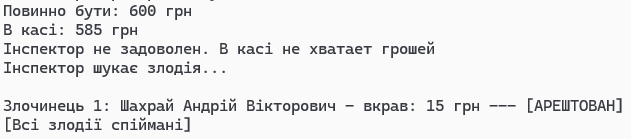 Повинно бути: 600 грн
В касі: 585 грн
Інспектор не задоволен. В касі не хватает грошей
Інспектор шукає злодія...
Злочинець 1: Шахрай Андрій Вікторович – вкрав: 15 грн ––– [АРЕШТОВАН]
[Всі злодії спіймані]